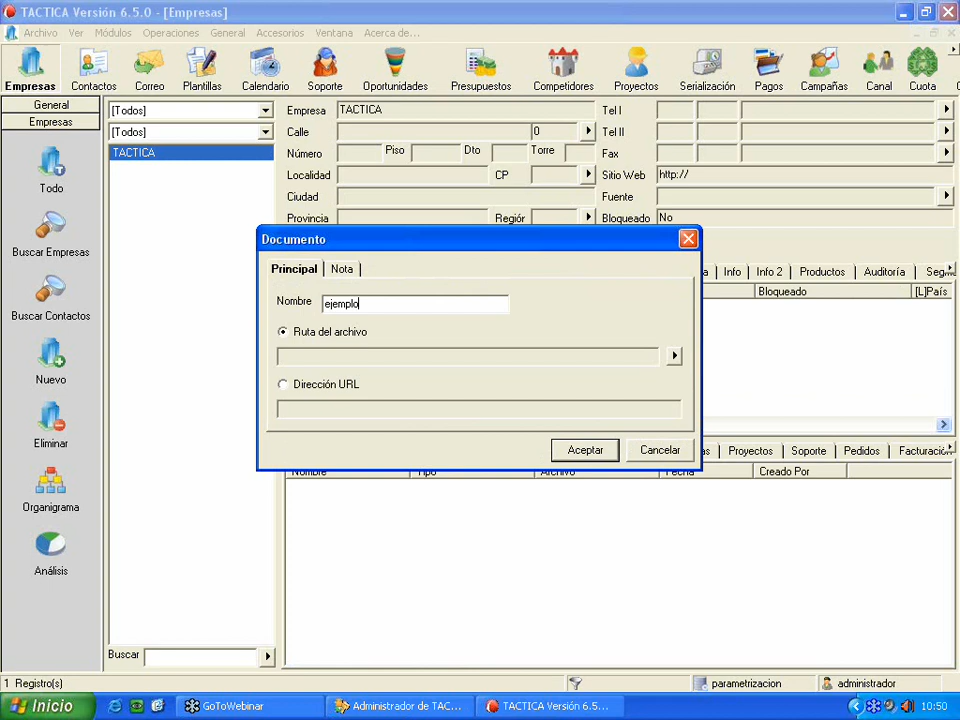 TACTICA Versión 6.5.0 - [Empresas]
Archivo Ver Módulos Operaciones General Accesorios Ventana Acerca de...
Empresas Contactos Correo Plantillas Calendario Soporte Oportunidades Presupuestos Competidores Proyectos Serialización Pagos Campañas Canal Cuota
General
Empresas
Todo
Buscar Empresas
Buscar Contactos
Nuevo
Eliminar
Organigrama
Análisis
[Todos]
[Todos]
TACTICA
Buscar
Empresa TACTICA Tel I
Calle 0 Tel II
Número Piso Dto Torre Fax
Localidad CP Sitio Web http://
Ciudad Fuente
Provincia Regiór Bloqueado No
Info Info 2 Productos Auditoría
Bloqueado [L]País
Documento
Principal Nota
Nombre ejemplo
Ruta del archivo
Dirección URL
Aceptar Cancelar
Proyectos Soporte Pedidos
Nombre Tipo Archivo Fecha Creado Por
1 Registro(s) parametrizacion administrador
Inicio GoToWebinar Administrador de TAC... TACTICA Versión 6.5.... 10:50